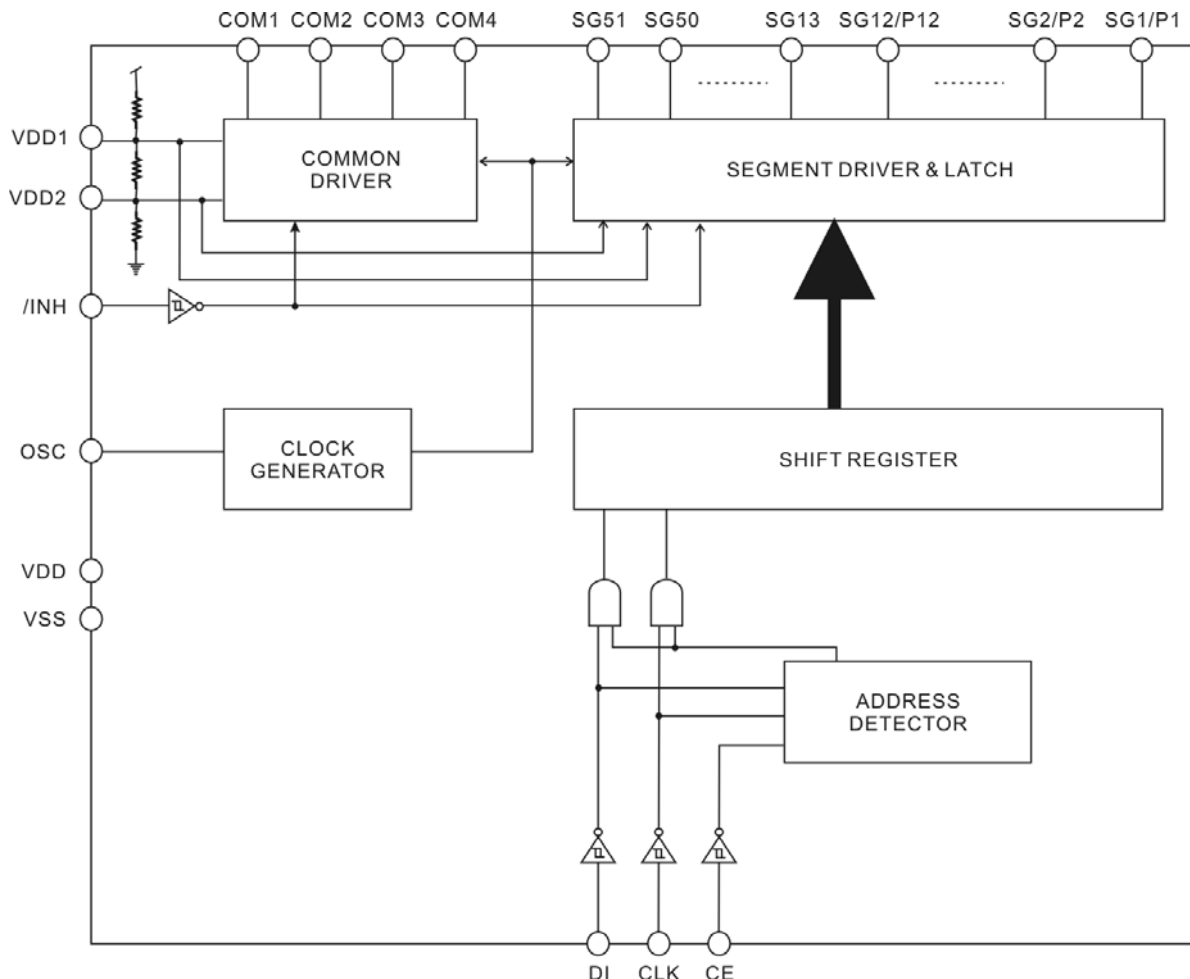 COM1 COM2 COM3 COM4 SG51 SG50 SG13 SG12/P12 SG2/P2 SG1/P1
VDD1
COMMON
DRIVER
SEGMENT DRIVER & LATCH
VDD2
/INH
OSC
CLOCK
GENERATOR
SHIFT REGISTER
VDD
VSS
ADDRESS
DETECTOR
DI CLK CE